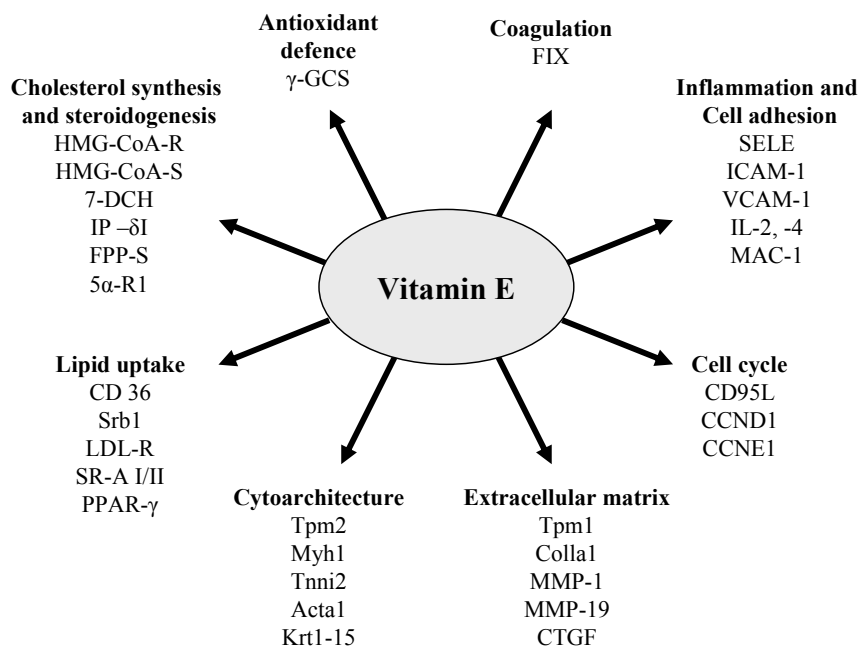 Antioxidant
defence
γ-GCS
Coagulation
FIX
Cholesterol synthesis
and steroidogenesis
HMG-CoA-R
HMG-CoA-S
7-DCH
IP –δI
FPP-S
5α-R1
Inflammation and
Cell adhesion
SELE
ICAM-1
VCAM-1
IL-2, -4
MAC-1
Vitamin E
Lipid uptake
CD 36
Srb1
LDL-R
SR-A I/II
PPAR-γ
Cell cycle
CD95L
CCND1
CCNE1
Cytoarchitecture
Tpm2
Myh1
Tnni2
Acta1
Krt1-15
Extracellular matrix
Tpm1
Colla1
MMP-1
MMP-19
CTGF